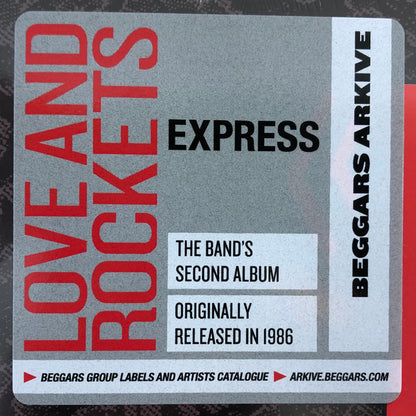 LOVE AND
ROCKETS
EXPRESS
THE BAND'S
SECOND ALBUM
ORIGINALLY
RELEASED IN 1986
BEGGARS ARKIVE
BEGGARS GROUP LABELS AND ARTISTS CATALOGUE ARKIVE.BEGGARS.COM